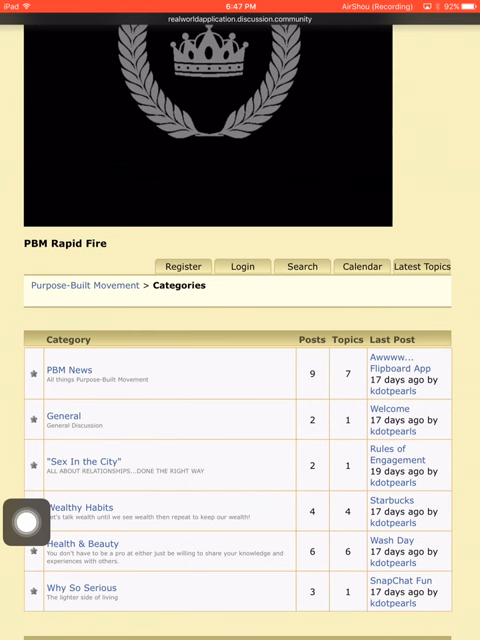 iPad 6:47 PM AirShou (Recording) 92%
realworldapplication.discussion.community
PBM Rapid Fire
Register Login Search Calendar Latest Topics
Purpose-Built Movement > Categories
Category Posts Topics Last Post
PBM News
All things Purpose-Built Movement
9 7
Awwww...
Flipboard App
17 days ago by
kdotpearls
General
General Discussion
2 1
Welcome
17 days ago by
kdotpearls
"Sex In the City"
ALL ABOUT RELATIONSHIPS...DONE THE RIGHT WAY
2 1
Rules of
Engagement
19 days ago by
kdotpearls
Wealthy Habits
Let's talk wealth until we see wealth then repeat to keep our wealth!
4 4
Starbucks
17 days ago by
kdotpearls
Health & Beauty
You don't have to be a pro at either just be willing to share your knowledge and
experiences with others.
6 6
Wash Day
17 days ago by
kdotpearls
Why So Serious
The lighter side of living
3 1
SnapChat Fun
17 days ago by
kdotpearls